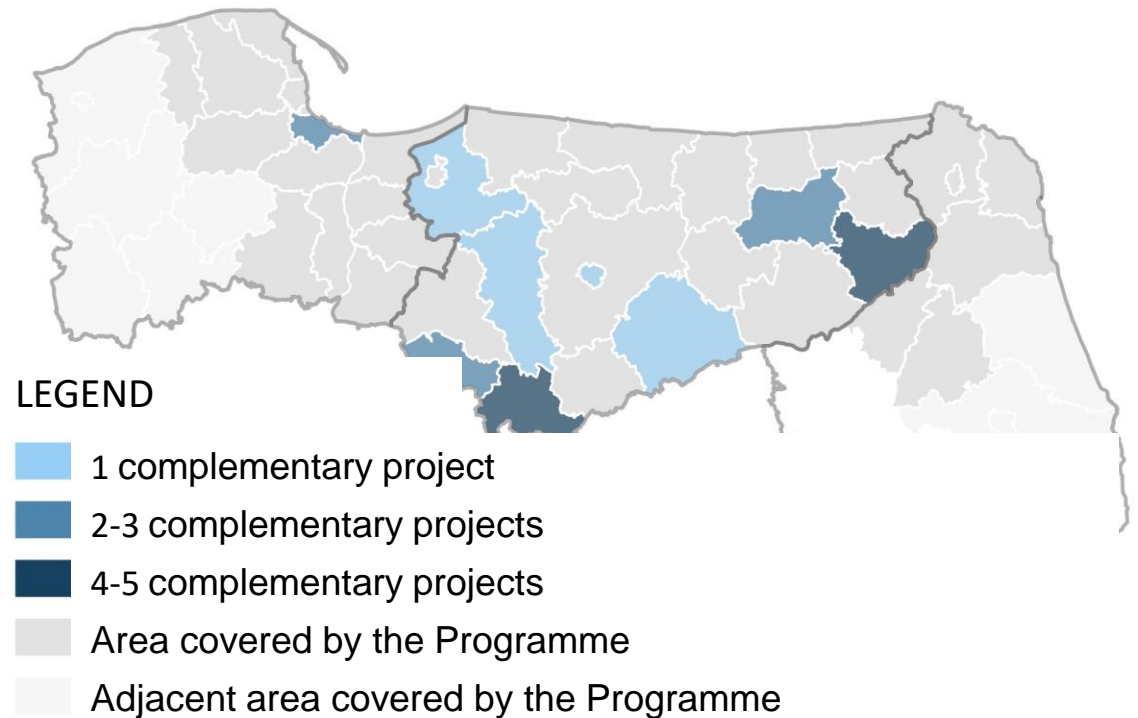 LEGEND
1 complementary project
2-3 complementary projects
4-5 complementary projects
Area covered by the Programme
Adjacent area covered by the Programme